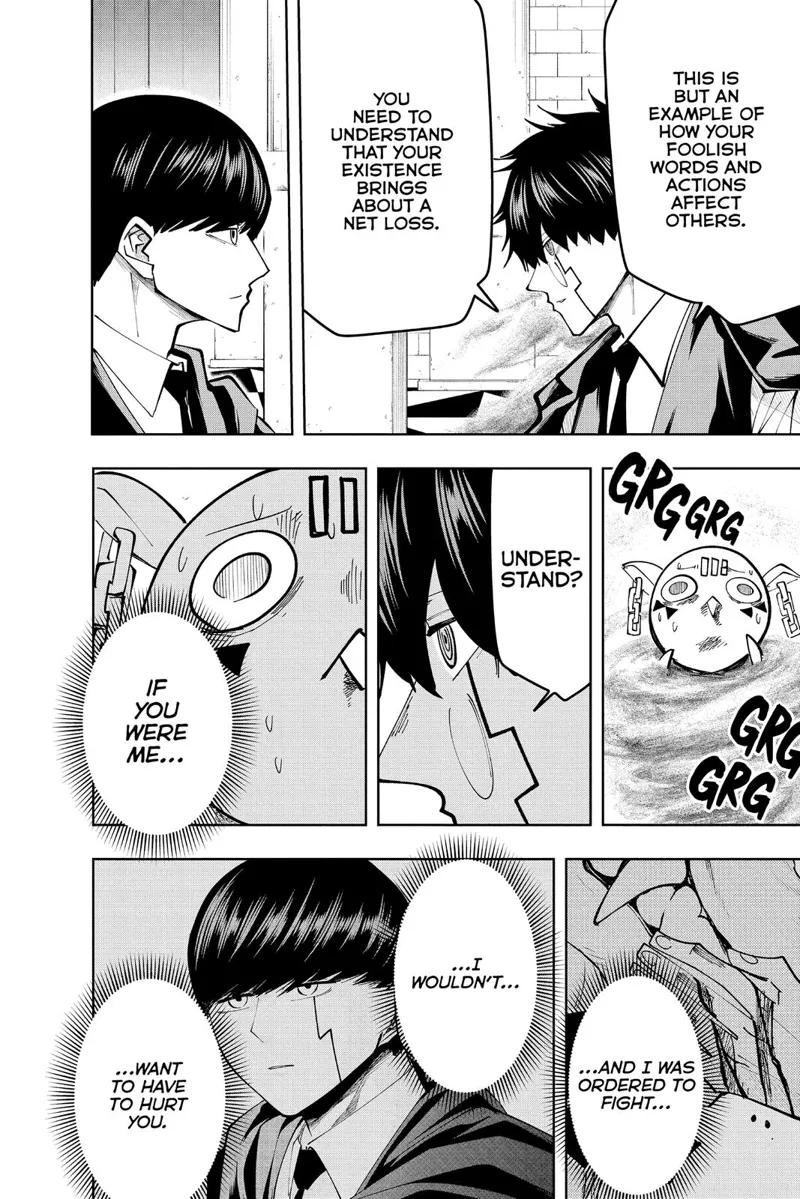 THIS IS
BUT AN
EXAMPLE OF
HOW YOUR
FOOLISH
WORDS AND
ACTIONS
AFFECT
OTHERS.
YOU
NEED TO
UNDERSTAND
THAT YOUR
EXISTENCE
BRINGS
ABOUT A
NET LOSS.
GRG GRG
GRG
GRG
UNDER-
STAND?
IF
YOU
WERE
ME...
...AND I WAS
ORDERED TO
FIGHT...
...I
WOULDN'T...
...WANT
TO HAVE
TO HURT
YOU.